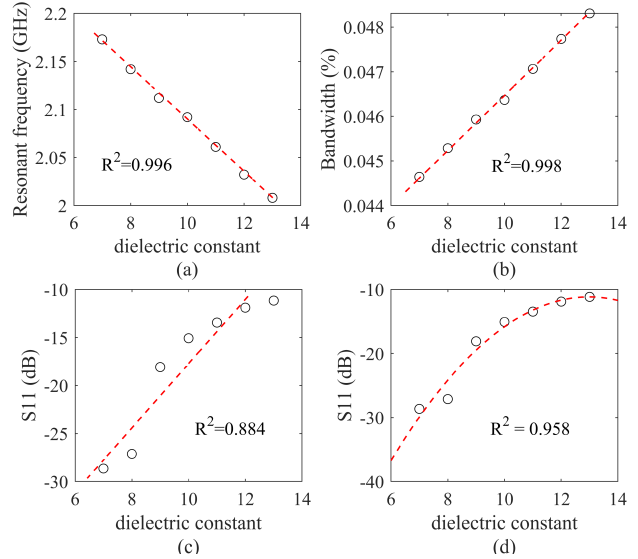 Resonant frequency (GHz)
2.2
2.15
2.1
2.05
2
R²=0.996
6 8 10 12 14
dielectric constant
(a)
Bandwidth (%)
0.048
0.047
0.046
0.045
0.044
R²=0.998
6 8 10 12 14
dielectric constant
(b)
S11 (dB)
-10
-15
-20
-25
-30
R²=0.884
6 8 10 12 14
dielectric constant
(c)
S11 (dB)
-10
-20
-30
-40
R² = 0.958
6 8 10 12 14
dielectric constant
(d)